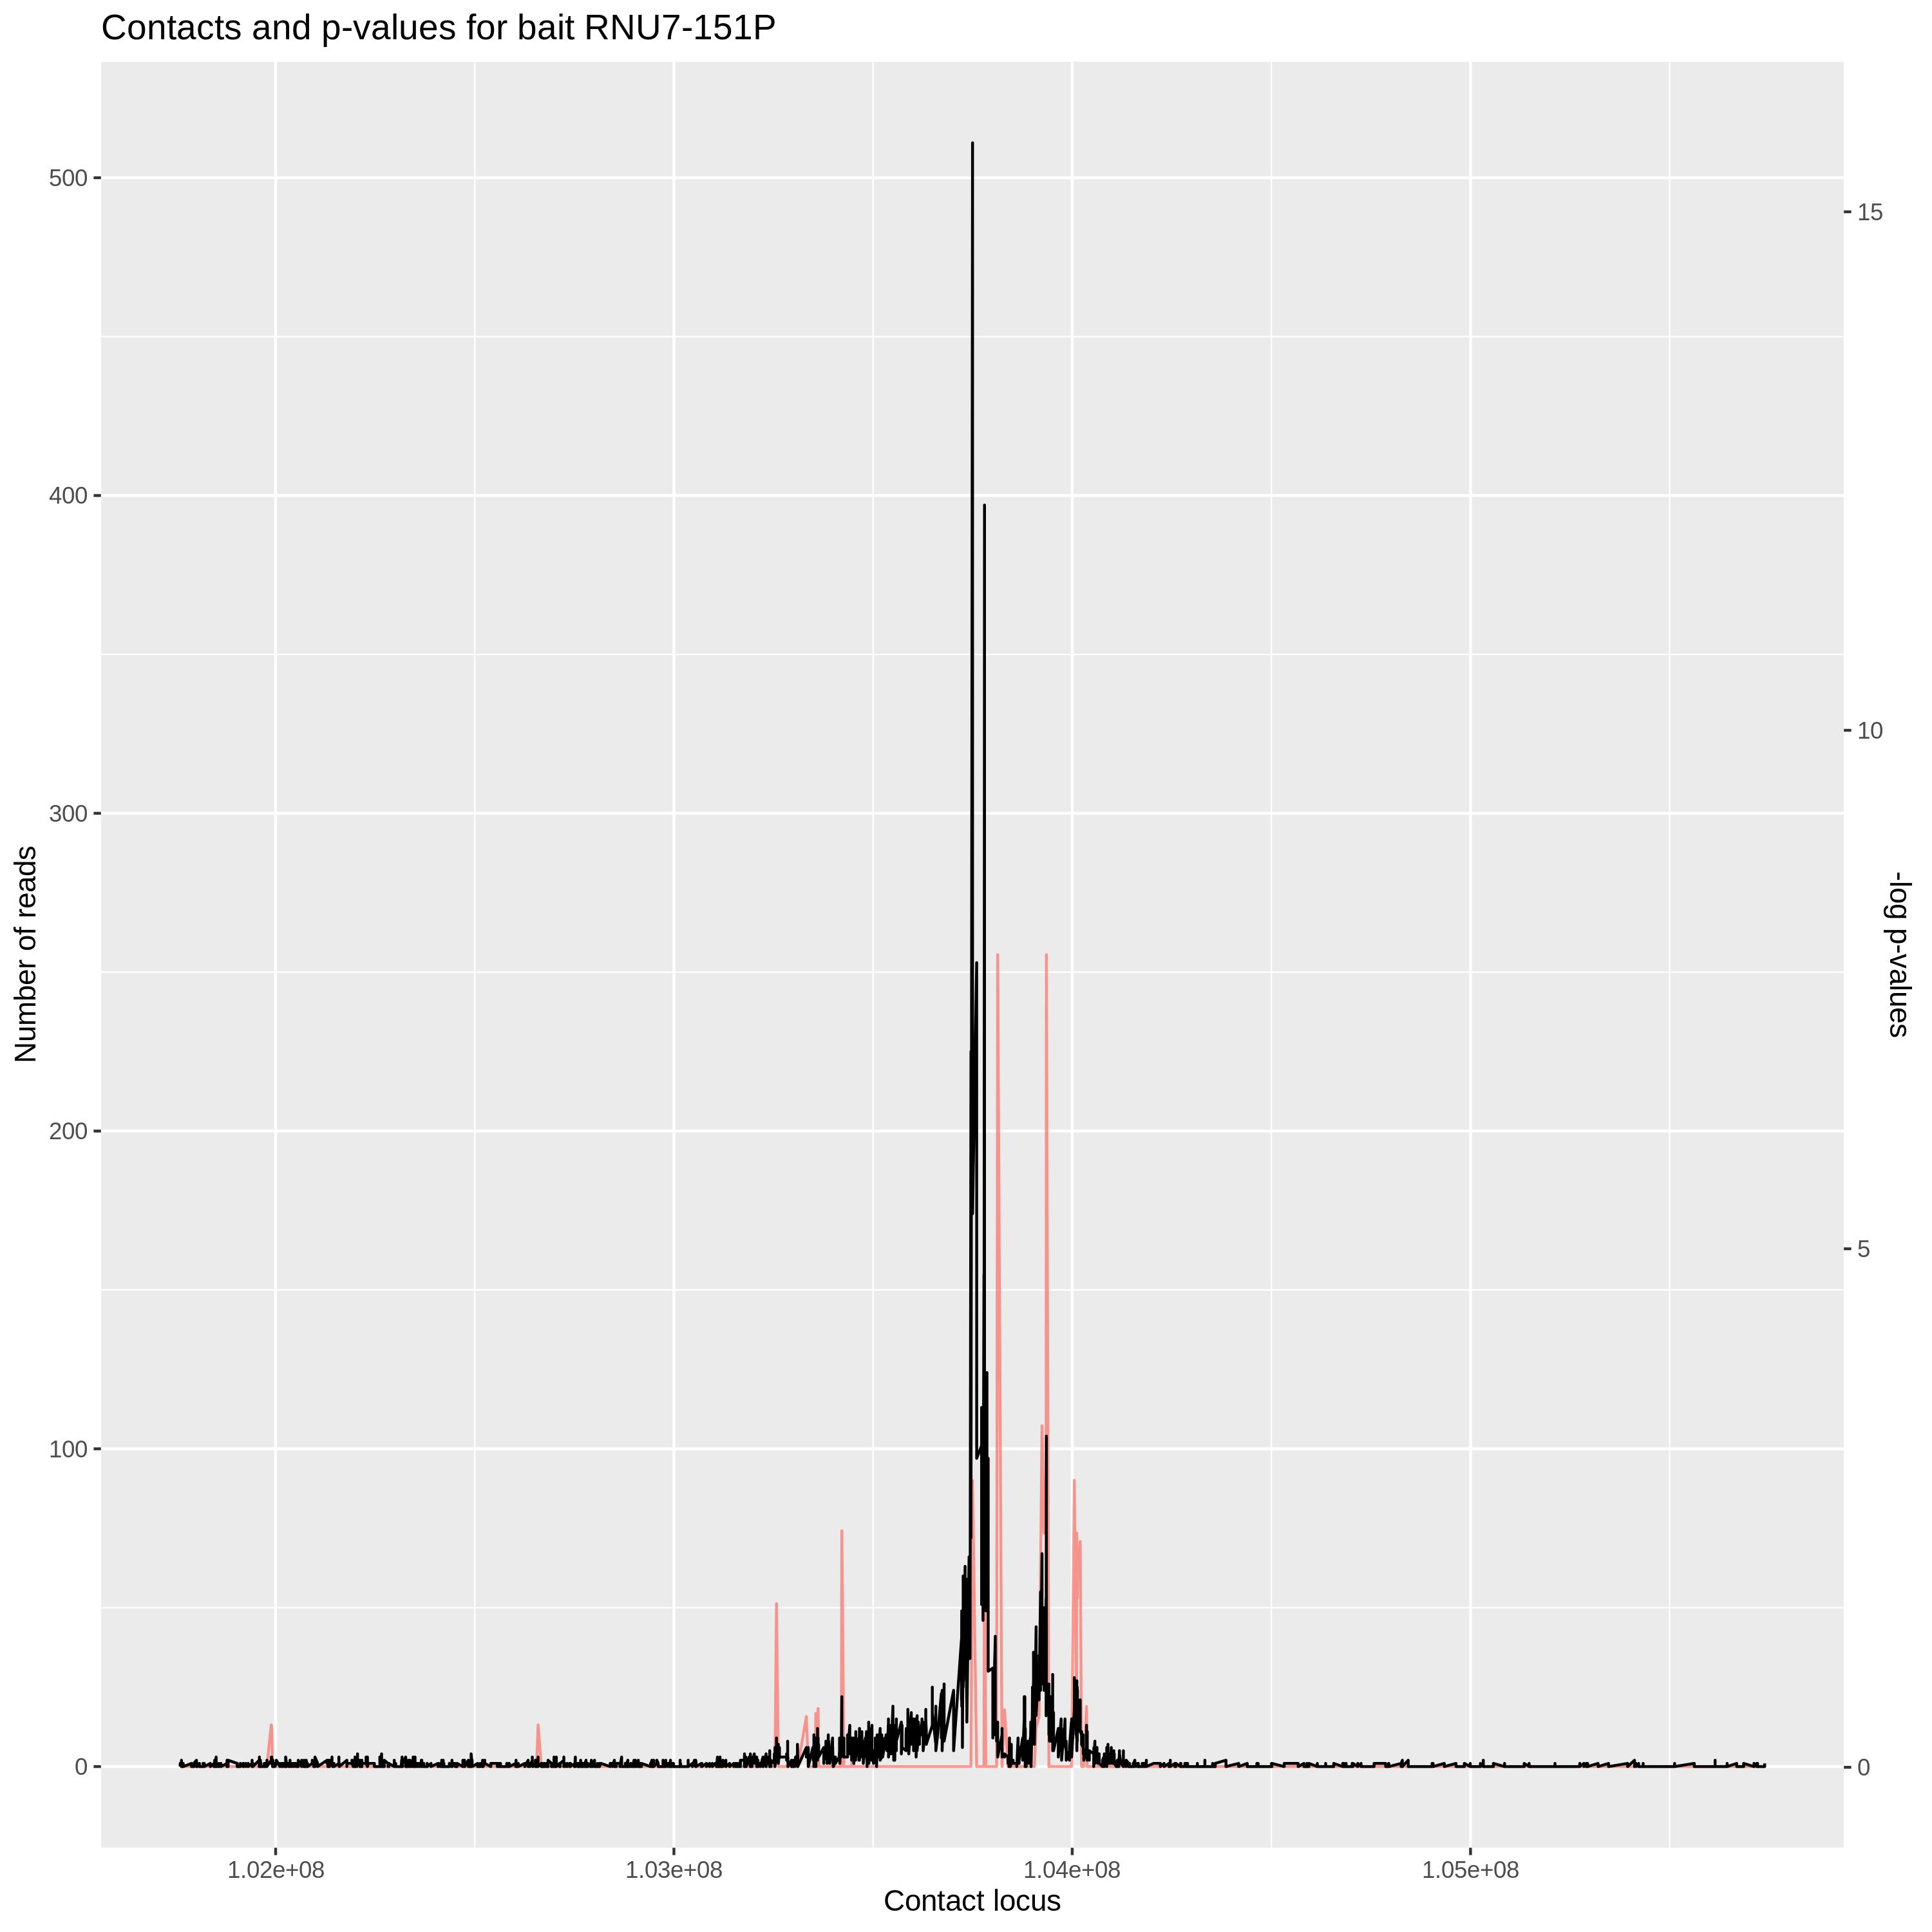 Contacts and p-values for bait RNU7-151P
500
400
300
200
100
0
Number of reads
15
10
5
0
-log p-values
1.02e+08
1.03e+08
1.04e+08
1.05e+08
Contact locus